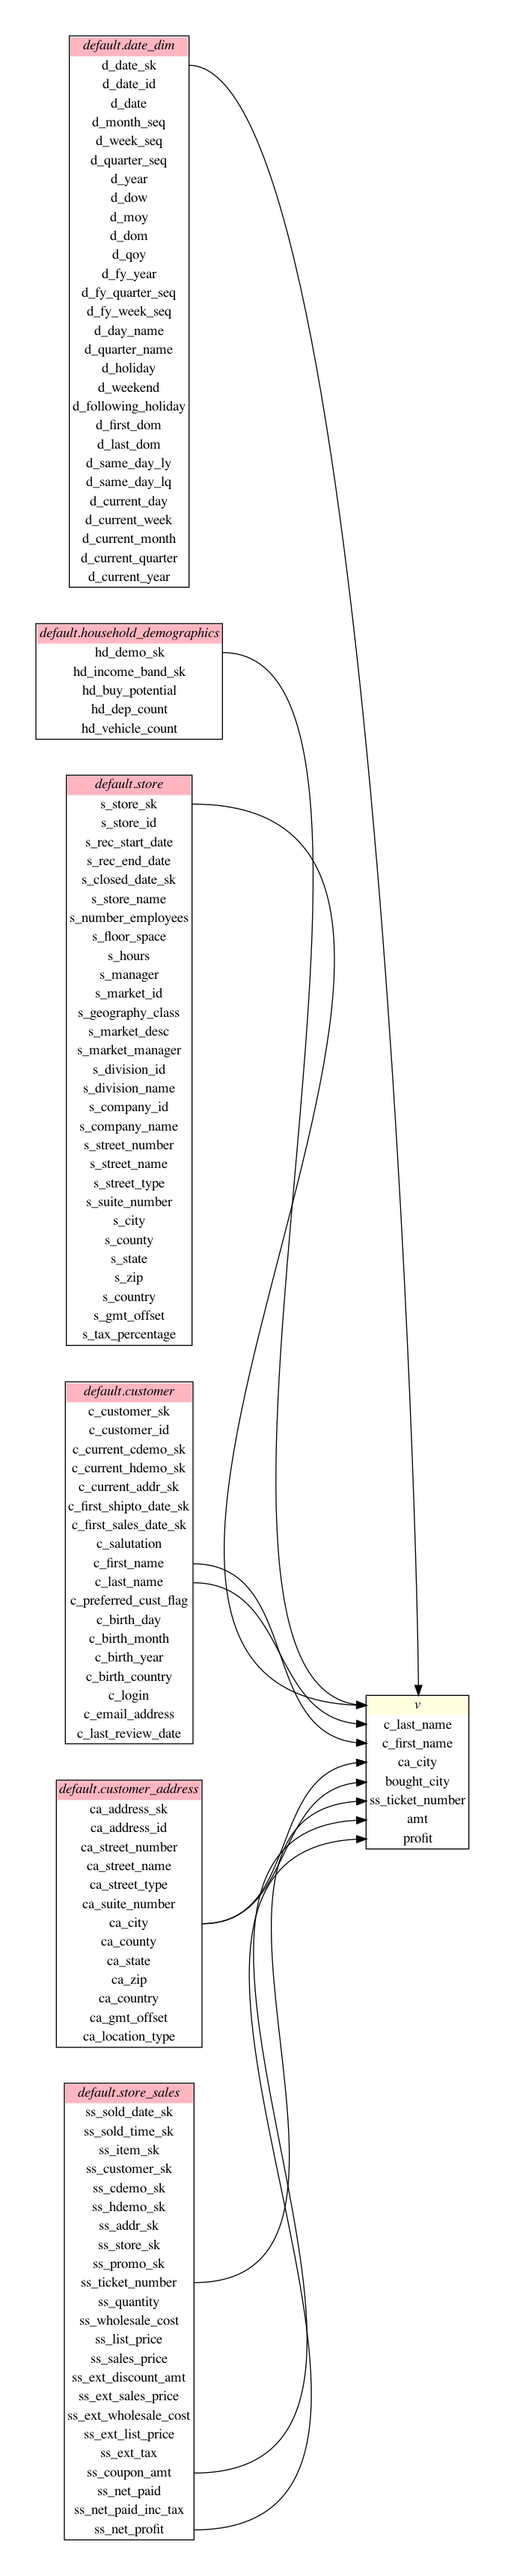 default.date_dim
d_date_sk
d_date_id
d_date
d_month_seq
d_week_seq
d_quarter_seq
d_year
d_dow
d_moy
d_dom
d_qoy
d_fy_year
d_fy_quarter_seq
d_fy_week_seq
d_day_name
d_quarter_name
d_holiday
d_weekend
d_following_holiday
d_first_dom
d_last_dom
d_same_day_ly
d_same_day_lq
d_current_day
d_current_week
d_current_month
d_current_quarter
d_current_year
default.household_demographics
hd_demo_sk
hd_income_band_sk
hd_buy_potential
hd_dep_count
hd_vehicle_count
default.store
s_store_sk
s_store_id
s_rec_start_date
s_rec_end_date
s_closed_date_sk
s_store_name
s_number_employees
s_floor_space
s_hours
s_manager
s_market_id
s_geography_class
s_market_desc
s_market_manager
s_division_id
s_division_name
s_company_id
s_company_name
s_street_number
s_street_name
s_street_type
s_suite_number
s_city
s_county
s_state
s_zip
s_country
s_gmt_offset
s_tax_percentage
default.customer
c_customer_sk
c_customer_id
c_current_cdemo_sk
c_current_hdemo_sk
c_current_addr_sk
c_first_shipto_date_sk
c_first_sales_date_sk
c_salutation
c_first_name
c_last_name
c_preferred_cust_flag
c_birth_day
c_birth_month
c_birth_year
c_birth_country
c_login
c_email_address
c_last_review_date
v
c_last_name
c_first_name
ca_city
bought_city
ss_ticket_number
amt
profit
default.customer_address
ca_address_sk
ca_address_id
ca_street_number
ca_street_name
ca_street_type
ca_suite_number
ca_city
ca_county
ca_state
ca_zip
ca_country
ca_gmt_offset
ca_location_type
default.store_sales
ss_sold_date_sk
ss_sold_time_sk
ss_item_sk
ss_customer_sk
ss_cdemo_sk
ss_hdemo_sk
ss_addr_sk
ss_store_sk
ss_promo_sk
ss_ticket_number
ss_quantity
ss_wholesale_cost
ss_list_price
ss_sales_price
ss_ext_discount_amt
ss_ext_sales_price
ss_ext_wholesale_cost
ss_ext_list_price
ss_ext_tax
ss_coupon_amt
ss_net_paid
ss_net_paid_inc_tax
ss_net_profit